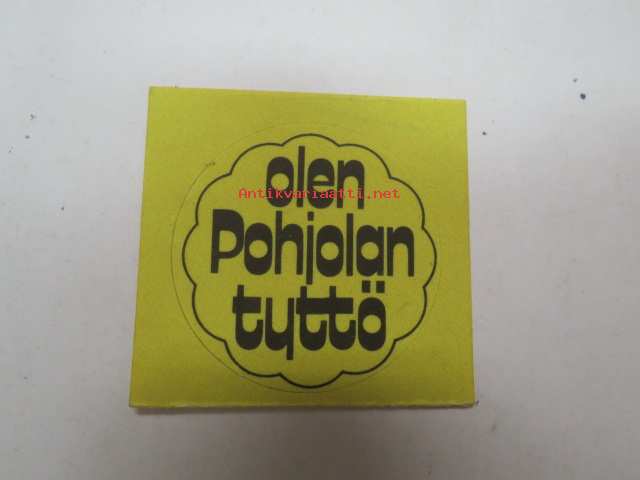 olen
Antikvariaatti.net
Pohjolan
tyttö